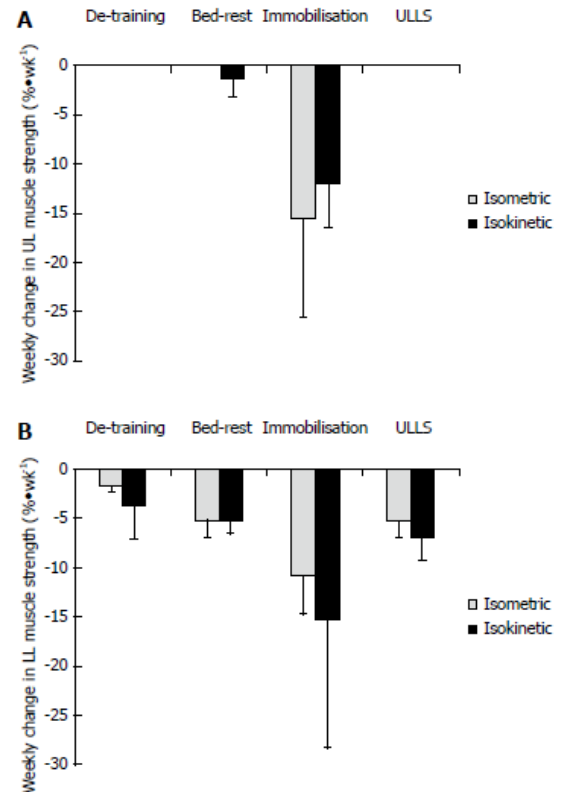 A
De-training Bed-rest Immobilisation ULLS
Weekly change in UL muscle strength (%•wk⁻¹)
0
-5
-10
-15
-20
-25
-30
Isometric
Isokinetic
B
De-training Bed-rest Immobilisation ULLS
Weekly change in LL muscle strength (%•wk⁻¹)
0
-5
-10
-15
-20
-25
-30
Isometric
Isokinetic